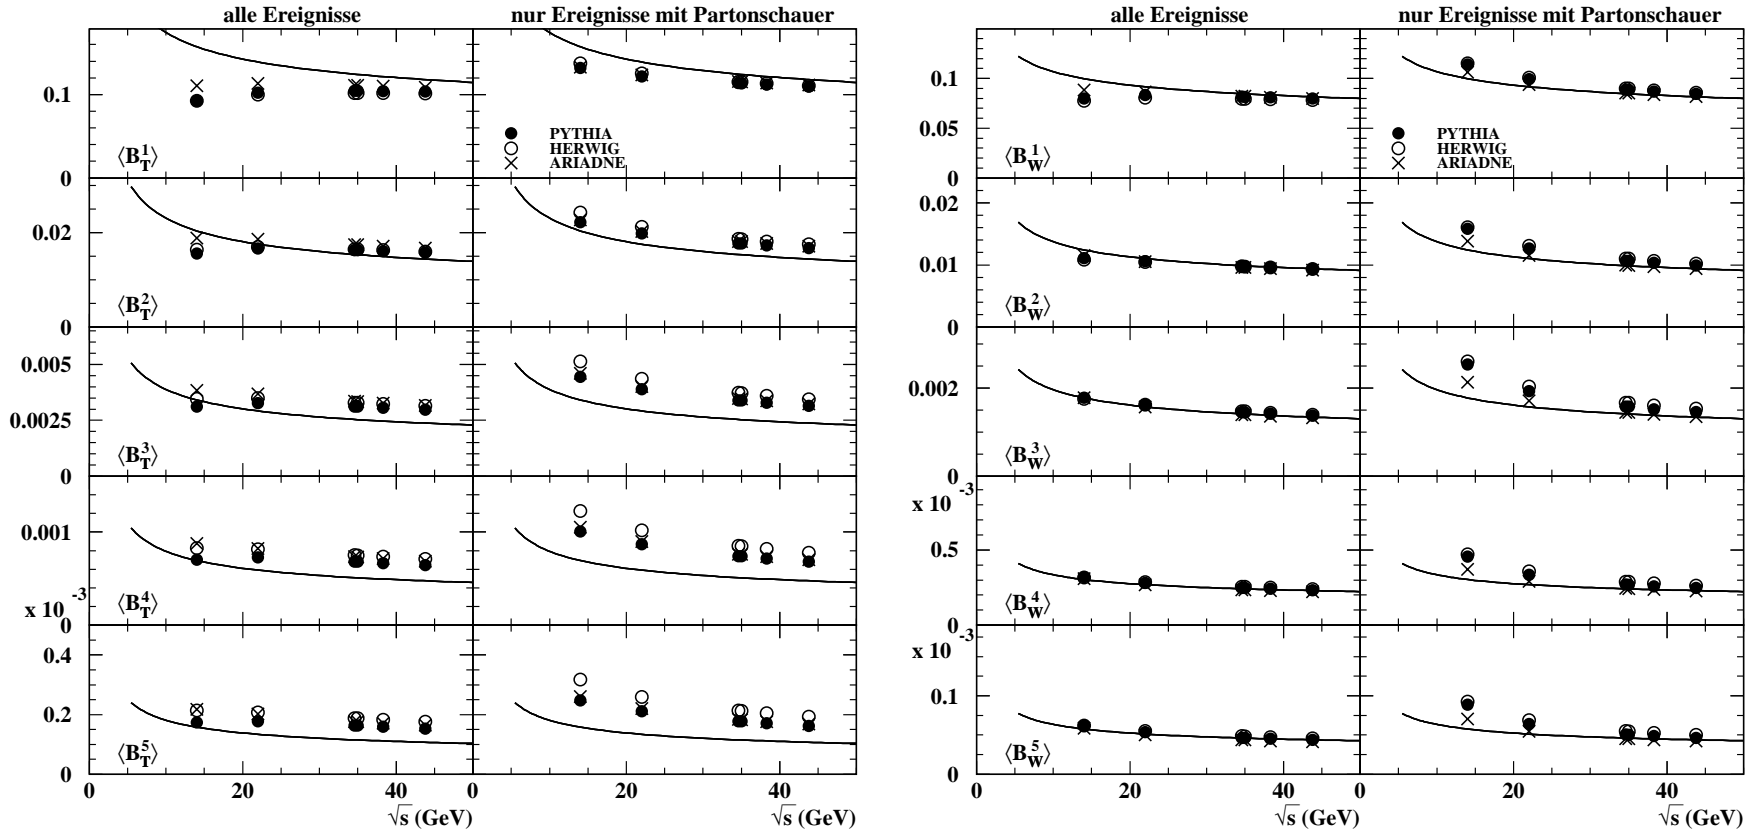 alle Ereignisse nur Ereignisse mit Partonschauer alle Ereignisse nur Ereignisse mit Partonschauer
0.1
⟨B_T^1⟩
0
PYTHIA
HERWIG
ARIADNE
0.02
⟨B_T^2⟩
0
0.005
0.0025
⟨B_T^3⟩
0
0.001
⟨B_T^4⟩
x 10^-3
0
0.4
0.2
⟨B_T^5⟩
0
0 20 40 0 20 40
√s (GeV) √s (GeV)
0.1
0.05
⟨B_W^1⟩
0
PYTHIA
HERWIG
ARIADNE
0.02
0.01
⟨B_W^2⟩
0
0.002
⟨B_W^3⟩
0
x 10^-3
0.5
⟨B_W^4⟩
0
x 10^-3
0.1
⟨B_W^5⟩
0
0 20 40 0 20 40
√s (GeV) √s (GeV)